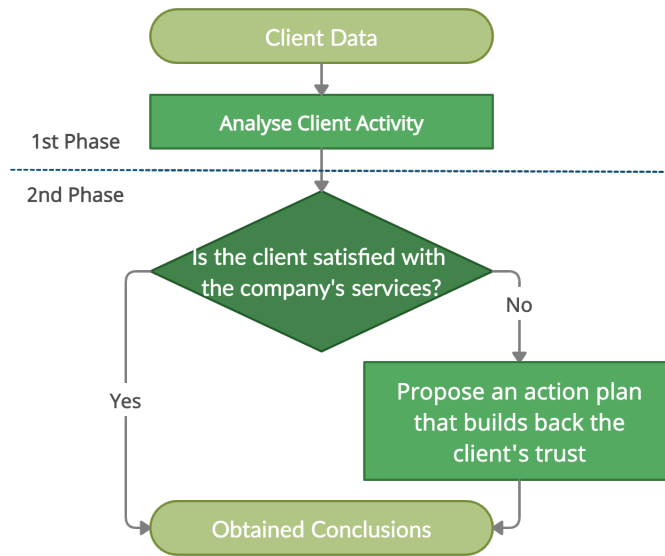 Client Data
Analyse Client Activity
1st Phase
2nd Phase
Is the client satisfied with
the company's services?
No
Yes
Propose an action plan
that builds back the
client's trust
Obtained Conclusions